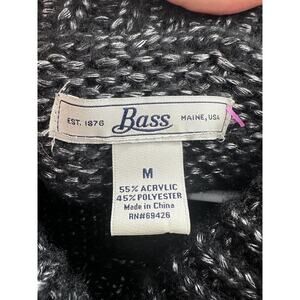 EST. 1876 Bass MAINE, USA
M
55% ACRYLIC
45% POLYESTER
Made in China
RN#69426